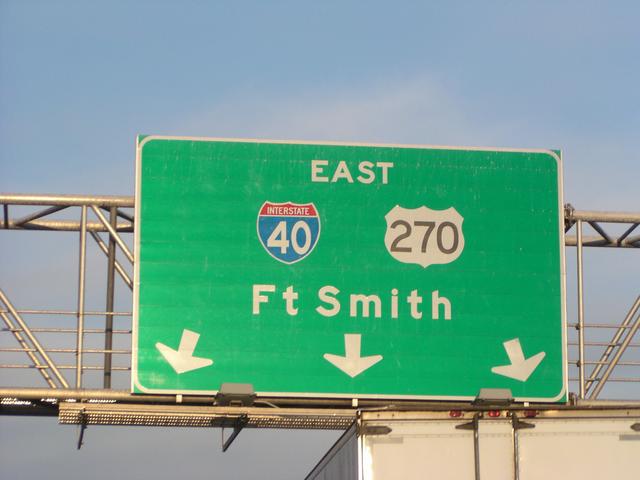 EAST
INTERSTATE
40 270
Ft Smith